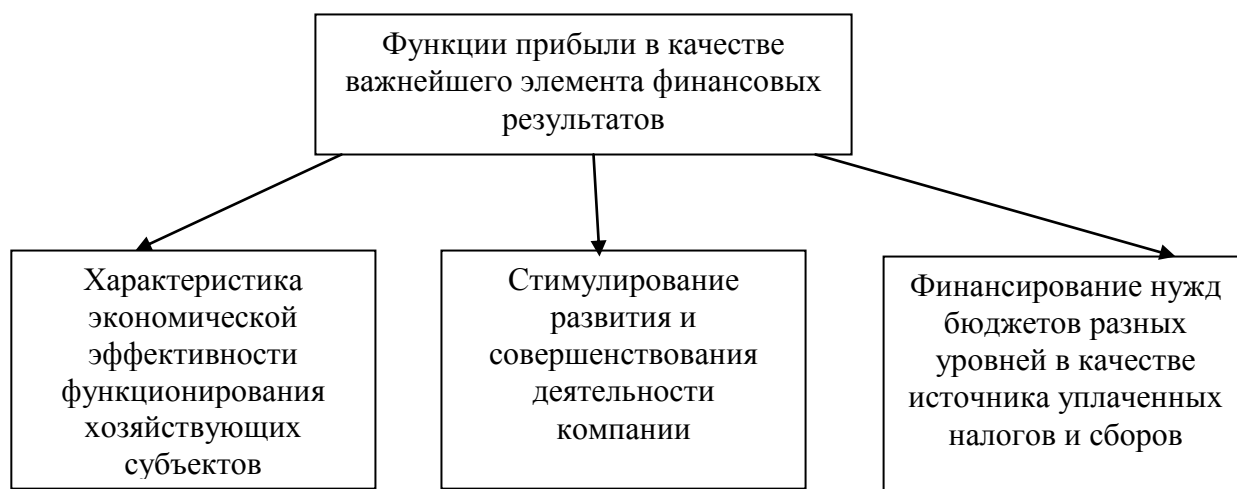 Функции прибыли в качестве
важнейшего элемента финансовых
результатов
Характеристика
экономической
эффективности
функционирования
хозяйствующих
субъектов
Стимулирование
развития и
совершенствования
деятельности
компании
Финансирование нужд
бюджетов разных
уровней в качестве
источника уплаченных
налогов и сборов